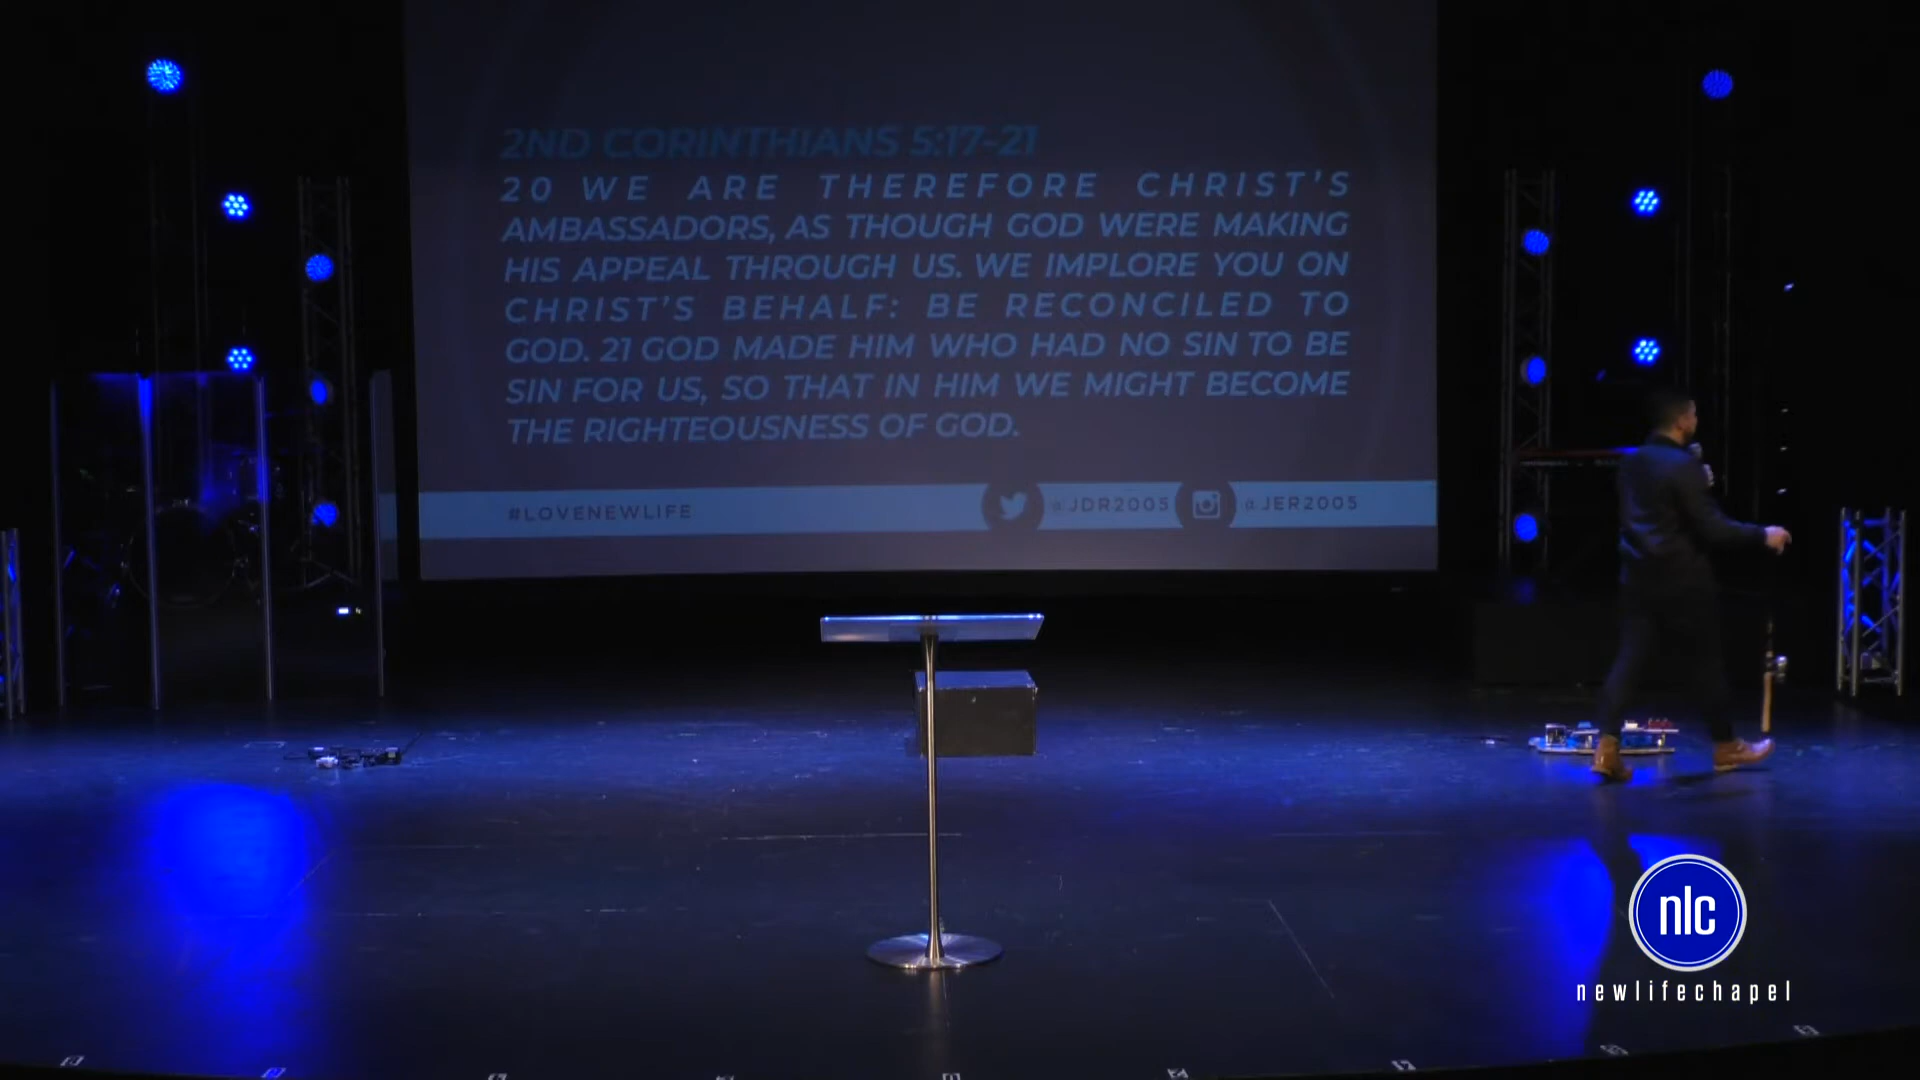 2ND CORINTHIANS 5:17-21
20 WE ARE THEREFORE CHRIST'S
AMBASSADORS, AS THOUGH GOD WERE MAKING
HIS APPEAL THROUGH US. WE IMPLORE YOU ON
CHRIST'S BEHALF: BE RECONCILED TO
GOD. 21 GOD MADE HIM WHO HAD NO SIN TO BE
SIN FOR US, SO THAT IN HIM WE MIGHT BECOME
THE RIGHTEOUSNESS OF GOD.
#LOVENEWLIFE @JDR2005 @JER2005
nlc
newlifechapel